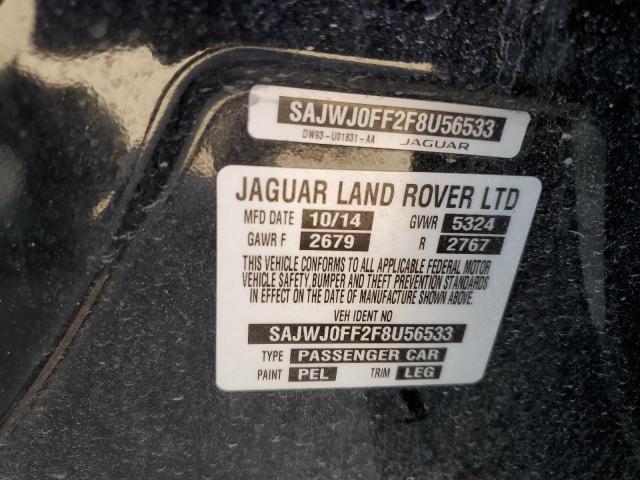 SAJWJ0FF2F8U56533
DW93-U01631-AA JAGUAR
JAGUAR LAND ROVER LTD
MFD DATE 10/14 GVWR 5324
GAWR F 2679 R 2767
THIS VEHICLE CONFORMS TO ALL APPLICABLE FEDERAL MOTOR
VEHICLE SAFETY, BUMPER AND THEFT PREVENTION STANDARDS
IN EFFECT ON THE DATE OF MANUFACTURE SHOWN ABOVE.
VEH IDENT NO
SAJWJ0FF2F8U56533
TYPE PASSENGER CAR
PAINT PEL TRIM LEG